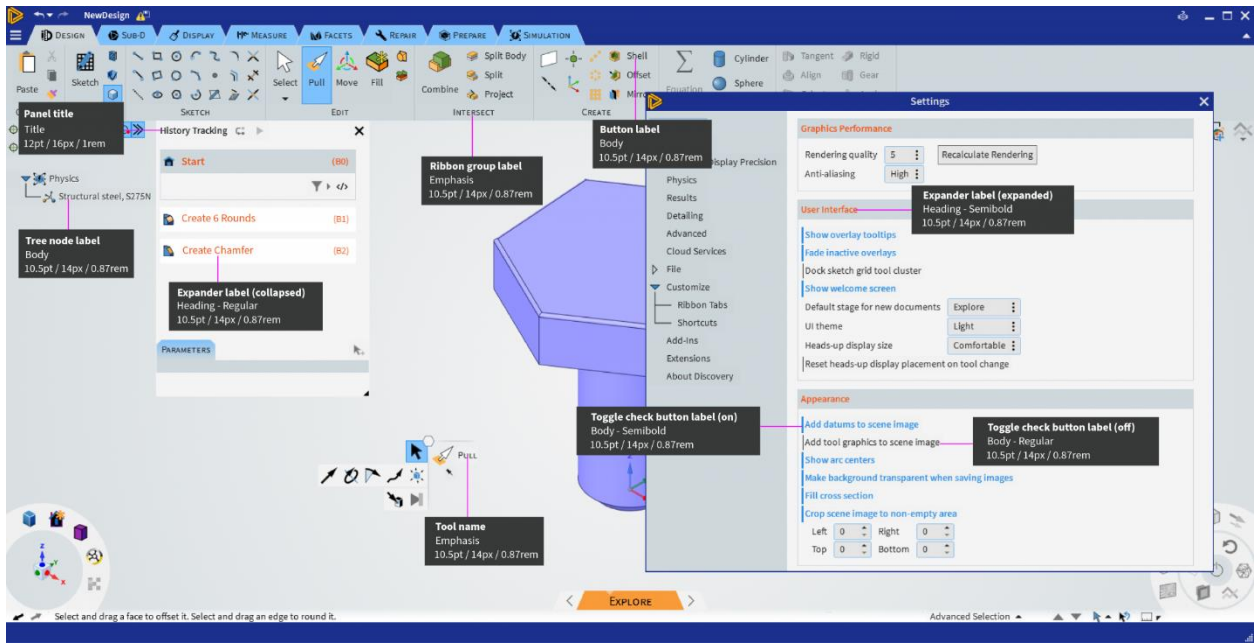 NewDesign
DESIGN
SUB-D
DISPLAY
MEASURE
FACETS
REPAIR
PREPARE
SIMULATION
Paste
Sketch
Select
Pull
Move
Fill
Combine
Split Body
Split
Project
Shell
Offset
Equation
Cylinder
Sphere
Tangent
Rigid
Align
Gear
SKETCH
EDIT
INTERSECT
CREATE
Panel title
Title
12pt / 16px / 1rem
History Tracking
Start
(B0)
Create 6 Rounds
(B1)
Create Chamfer
(B2)
Physics
Structural steel, S275N
Tree node label
Body
10.5pt / 14px / 0.87rem
Expander label (collapsed)
Heading - Regular
10.5pt / 14px / 0.87rem
PARAMETERS
Ribbon group label
Emphasis
10.5pt / 14px / 0.87rem
Button label
Body
10.5pt / 14px / 0.87rem
Settings
Display Precision
Physics
Results
Detailing
Advanced
Cloud Services
File
Customize
Ribbon Tabs
Shortcuts
Add-Ins
Extensions
About Discovery
Graphics Performance
Rendering quality 5
Recalculate Rendering
Anti-aliasing High
Expander label (expanded)
Heading - Semibold
10.5pt / 14px / 0.87rem
User Interface
Show overlay tooltips
Fade inactive overlays
Dock sketch grid tool cluster
Show welcome screen
Default stage for new documents Explore
UI theme Light
Heads-up display size Comfortable
Reset heads-up display placement on tool change
Appearance
Add datums to scene image
Add tool graphics to scene image
Show arc centers
Make background transparent when saving images
Fill cross section
Crop scene image to non-empty area
Left 0 Right 0
Top 0 Bottom 0
Toggle check button label (on)
Body - Semibold
10.5pt / 14px / 0.87rem
Toggle check button label (off)
Body - Regular
10.5pt / 14px / 0.87rem
PULL
Tool name
Emphasis
10.5pt / 14px / 0.87rem
z
x
z
EXPLORE
Select and drag a face to offset it. Select and drag an edge to round it.
Advanced Selection